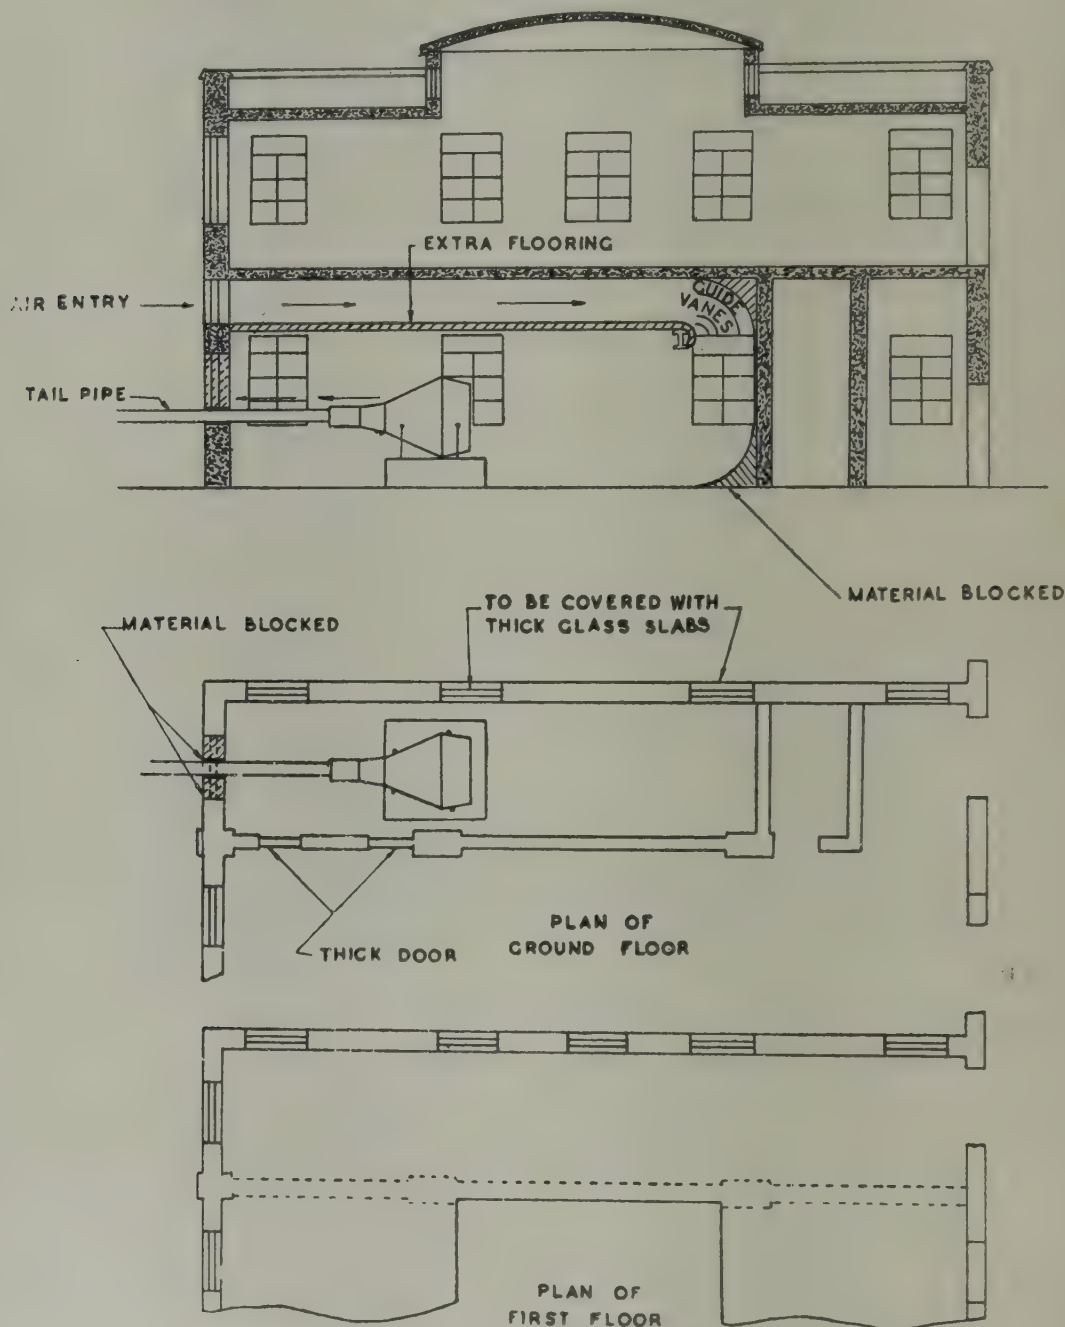 EXTRA FLOORING
AIR ENTRY
GUIDE
VANES
TAIL PIPE
MATERIAL BLOCKED
TO BE COVERED WITH
THICK GLASS SLABS
MATERIAL BLOCKED
THICK DOOR
PLAN OF
GROUND FLOOR
PLAN OF
FIRST FLOOR